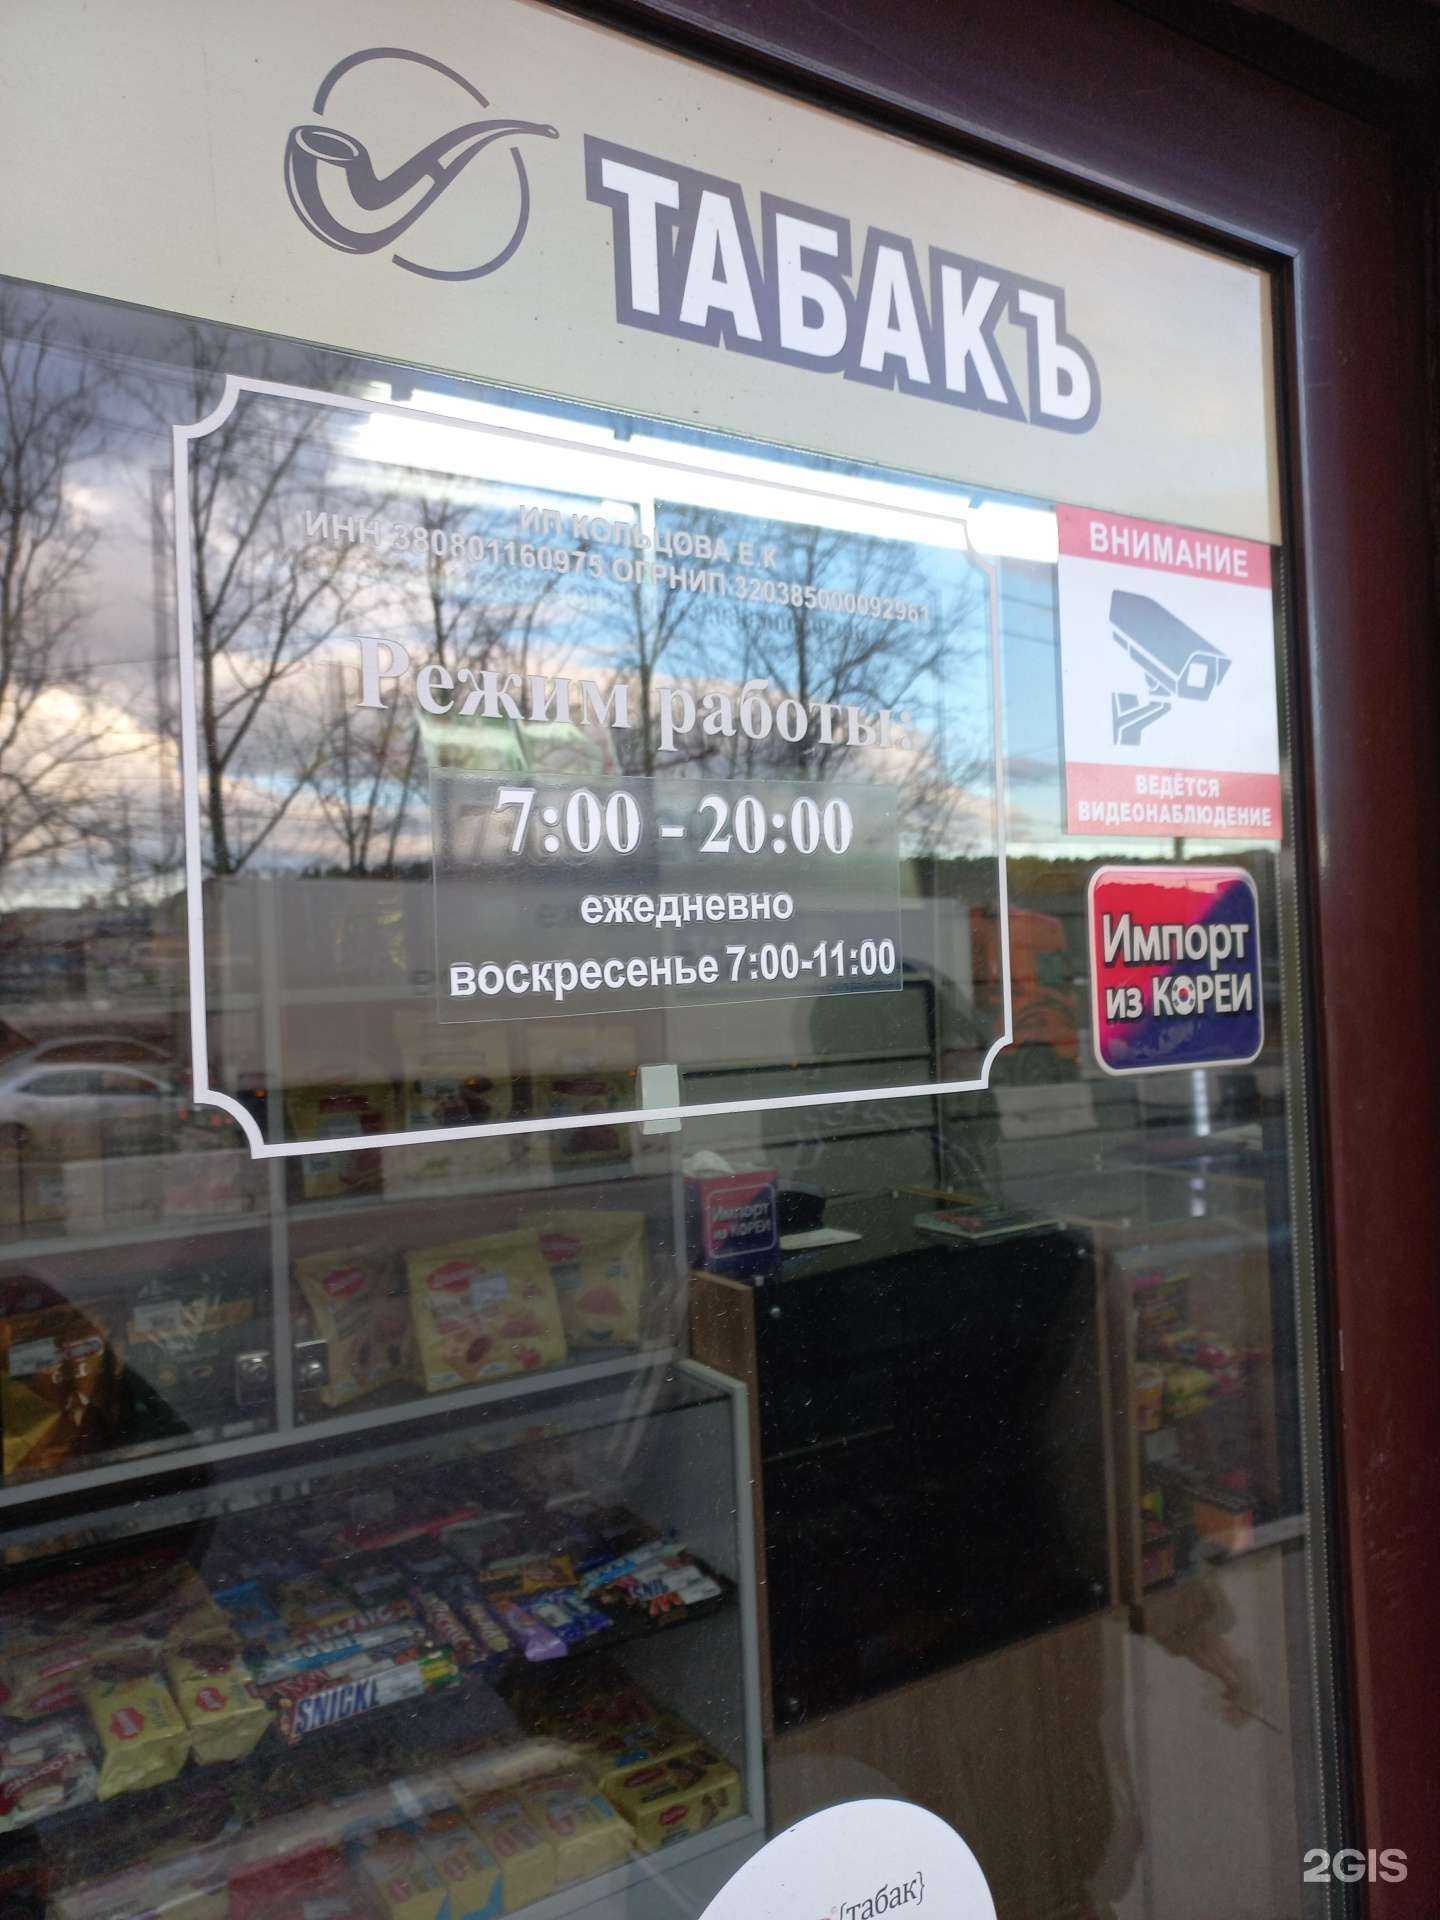 ТАБАКЪ
ИП КОЛЬЦОВА Е.К
ИНН 380801160975 ОГРНИП 320385000092961
Режим работы:
7:00 - 20:00
ежедневно
воскресенье 7:00-11:00
ВНИМАНИЕ
ВЕДЁТСЯ
ВИДЕОНАБЛЮДЕНИЕ
Импорт
из КОРЕИ
Импорт
из КОРЕИ
SNICKE
{табак}
2GIS